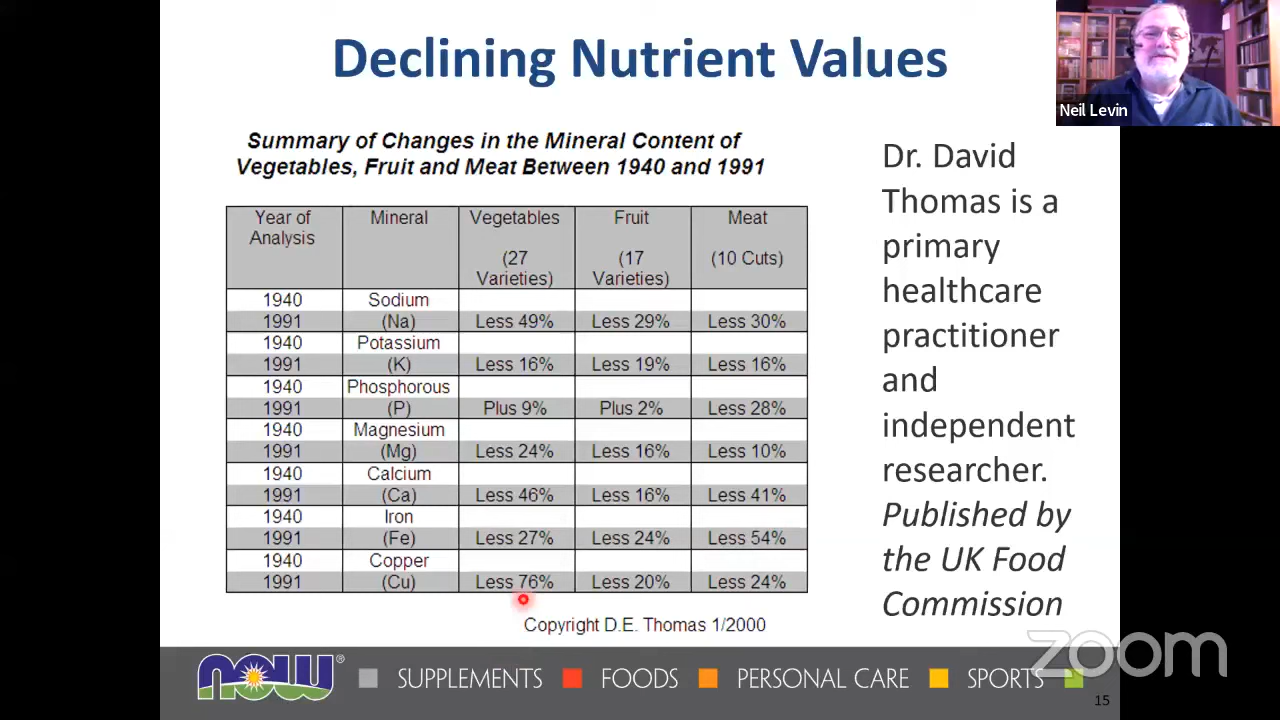 Declining Nutrient Values
Neil Levin
Summary of Changes in the Mineral Content of
Vegetables, Fruit and Meat Between 1940 and 1991
Year of Analysis Mineral Vegetables (27 Varieties) Fruit (17 Varieties) Meat (10 Cuts)
1940 Sodium
1991 (Na) Less 49% Less 29% Less 30%
1940 Potassium
1991 (K) Less 16% Less 19% Less 16%
1940 Phosphorous
1991 (P) Plus 9% Plus 2% Less 28%
1940 Magnesium
1991 (Mg) Less 24% Less 16% Less 10%
1940 Calcium
1991 (Ca) Less 46% Less 16% Less 41%
1940 Iron
1991 (Fe) Less 27% Less 24% Less 54%
1940 Copper
1991 (Cu) Less 76% Less 20% Less 24%
Copyright D.E. Thomas 1/2000
Dr. David
Thomas is a
primary
healthcare
practitioner
and
independent
researcher.
Published by
the UK Food
Commission
zoom
NOW® SUPPLEMENTS FOODS PERSONAL CARE SPORTS
15